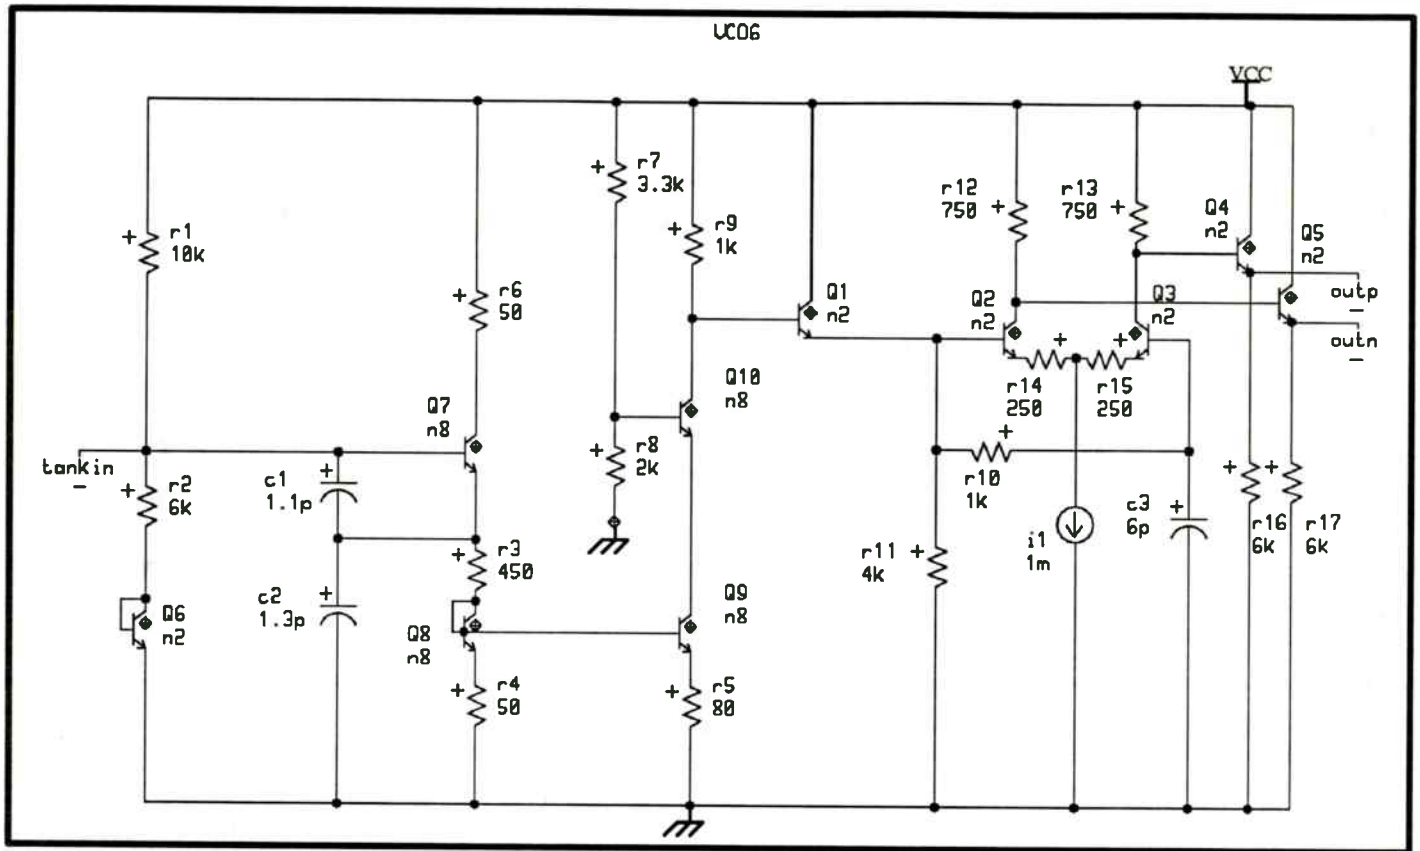 VCO6
VCC
r1
10k
r6
50
r7
3.3k
r9
1k
r12
750
r13
750
Q4
n2
Q5
n2
outp
-
outn
-
Q1
n2
Q2
n2
Q3
n2
r14
250
r15
250
Q7
n8
Q10
n8
tankin
-
r2
6k
c1
1.1p
r8
2k
r10
1k
r3
450
r11
4k
i1
1m
c3
6p
r16
6k
r17
6k
c2
1.3p
Q6
n2
Q8
n8
Q9
n8
r4
50
r5
80